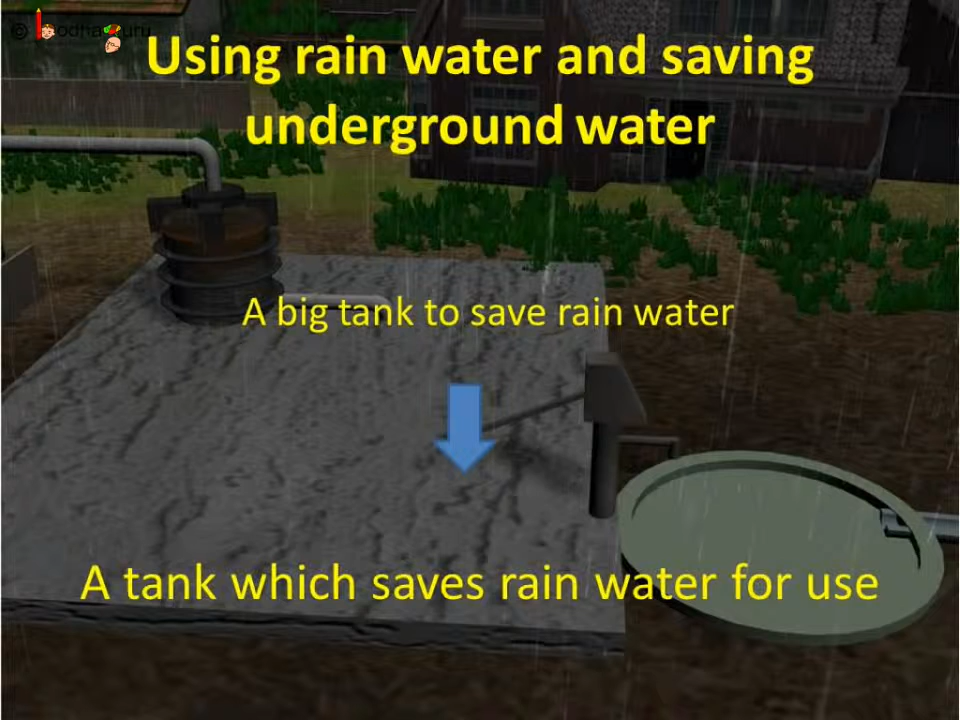 Using rain water and saving
underground water
A big tank to save rain water
A tank which saves rain water for use